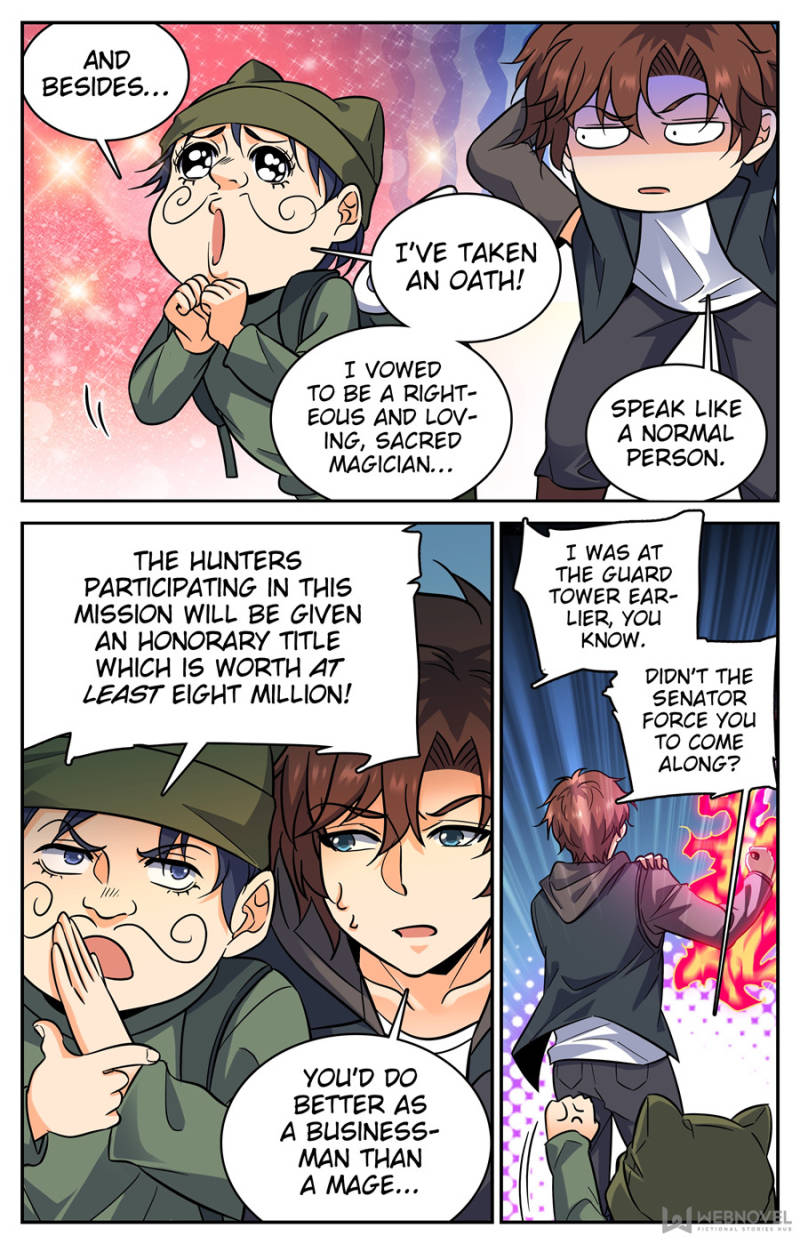 AND
BESIDES...
I'VE TAKEN
AN OATH!
I VOWED
TO BE A RIGHT-
EOUS AND LOV-
ING, SACRED
MAGICIAN...
SPEAK LIKE
A NORMAL
PERSON.
THE HUNTERS
PARTICIPATING IN THIS
MISSION WILL BE GIVEN
AN HONORARY TITLE
WHICH IS WORTH AT
LEAST EIGHT MILLION!
YOU'D DO
BETTER AS
A BUSINESS-
MAN THAN
A MAGE...
I WAS AT
THE GUARD
TOWER EAR-
LIER, YOU
KNOW.
DIDN'T THE
SENATOR
FORCE YOU
TO COME
ALONG?
WEBNOVEL
FICTIONAL STORIES HUB